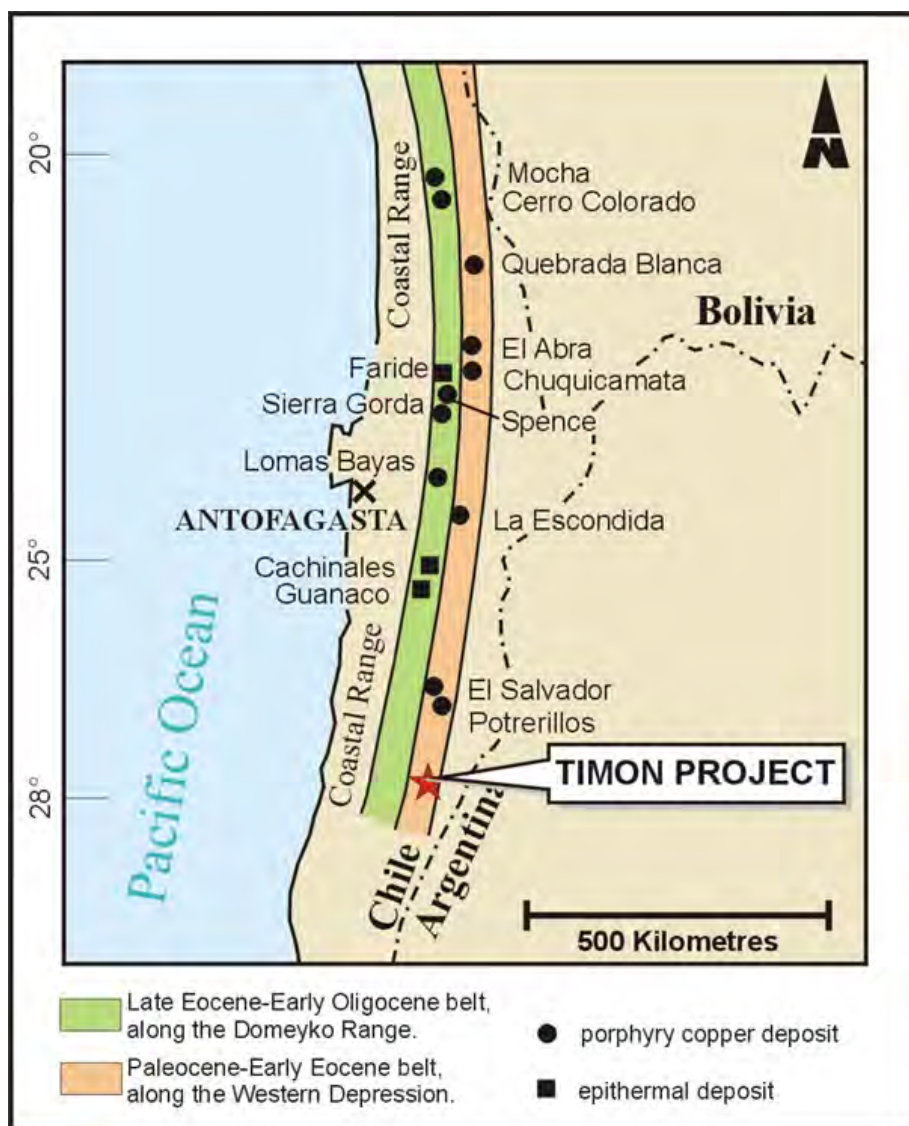 20°
Mocha
Cerro Colorado
Coastal Range
Quebrada Blanca
Bolivia
El Abra
Faride
Chuquicamata
Sierra Gorda
Spence
Lomas Bayas
ANTOFAGASTA
La Escondida
25°
Cachinales
Guanaco
Pacific Ocean
Coastal Range
El Salvador
Potrerillos
TIMON PROJECT
28°
Chile
Argentina
N
500 Kilometres
Late Eocene-Early Oligocene belt,
along the Domeyko Range.
porphyry copper deposit
Paleocene-Early Eocene belt,
along the Western Depression.
epithermal deposit